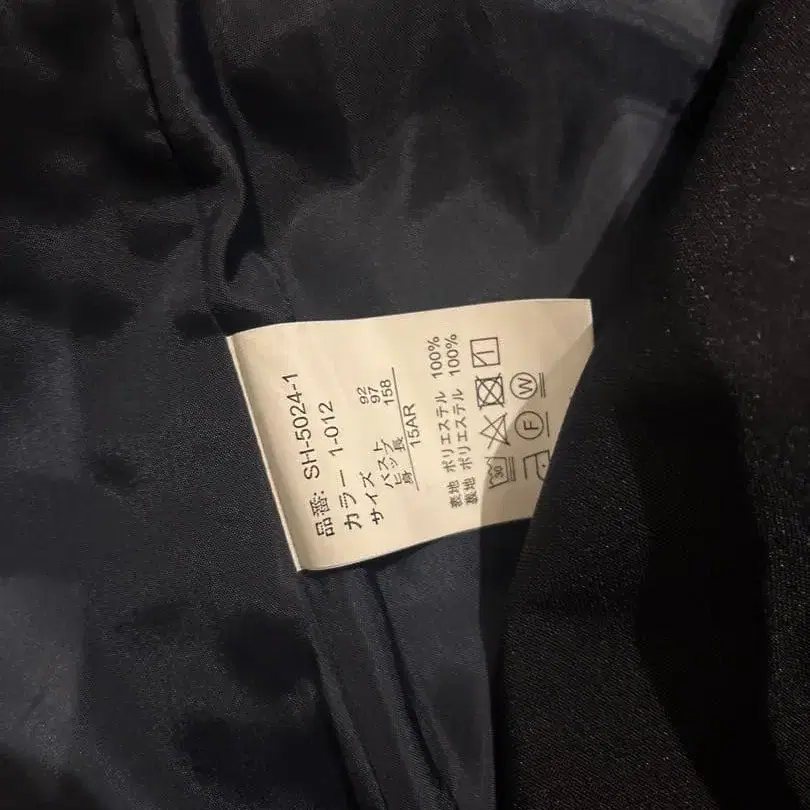 品番: SH-5024-1
カラー 1-012
サイズ
バスト 92
ヒップ 97
身長 158
15AR
表地 ポリエステル 100%
裏地 ポリエステル 100%
30
F W